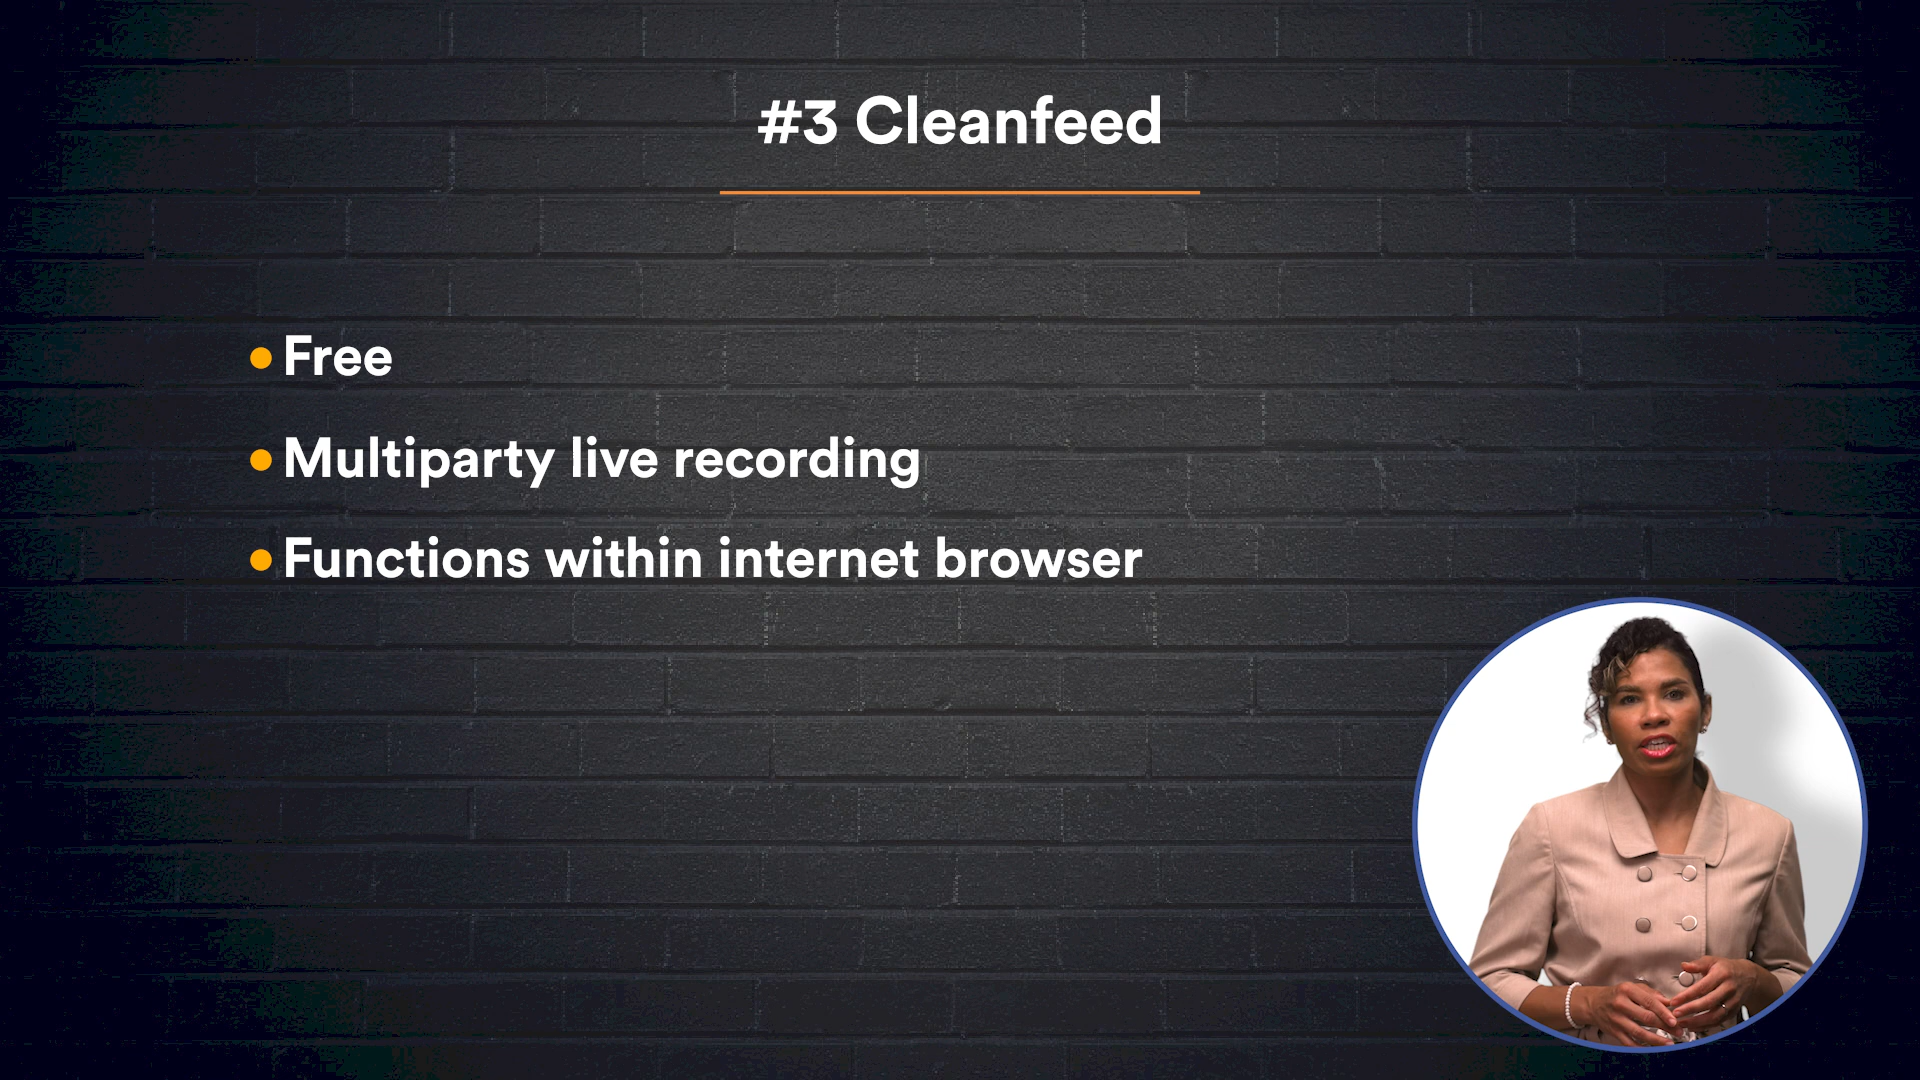 #3 Cleanfeed
Free
Multiparty live recording
Functions within internet browser